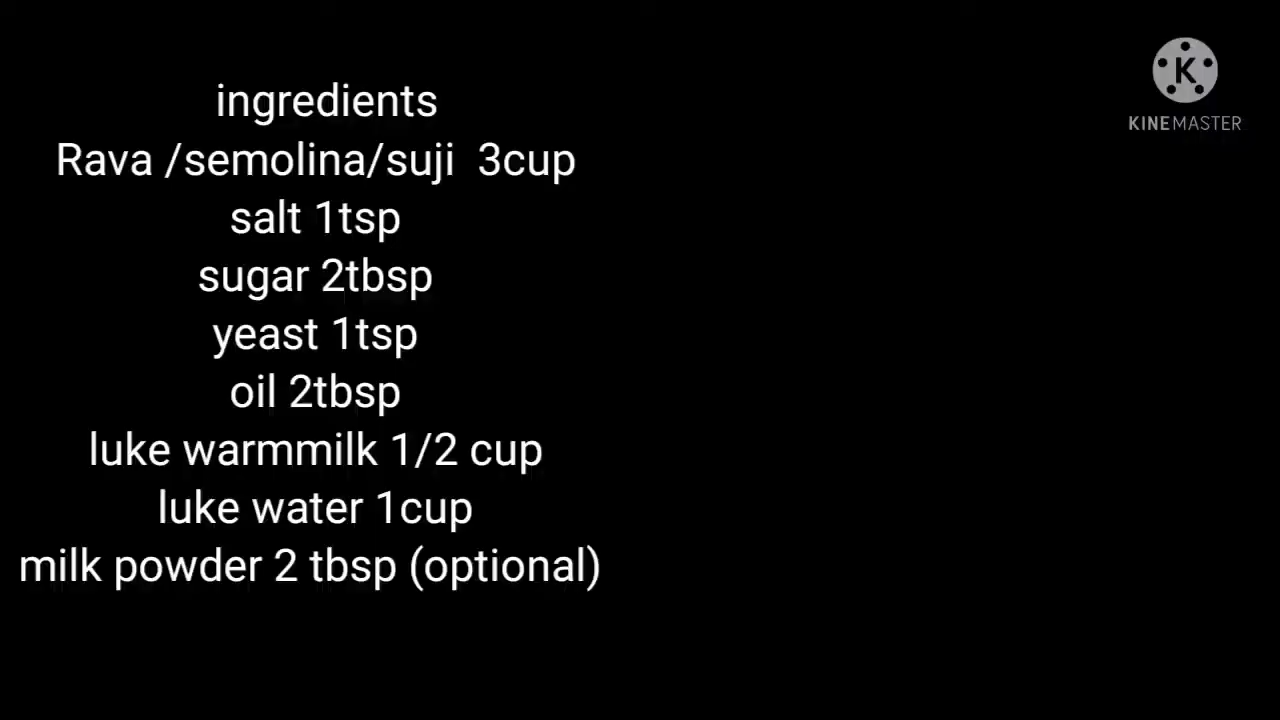 ingredients
Rava /semolina/suji  3cup
salt 1tsp
sugar 2tbsp
yeast 1tsp
oil 2tbsp
luke warmmilk 1/2 cup
luke water 1cup
milk powder 2 tbsp (optional)
K
KINEMASTER